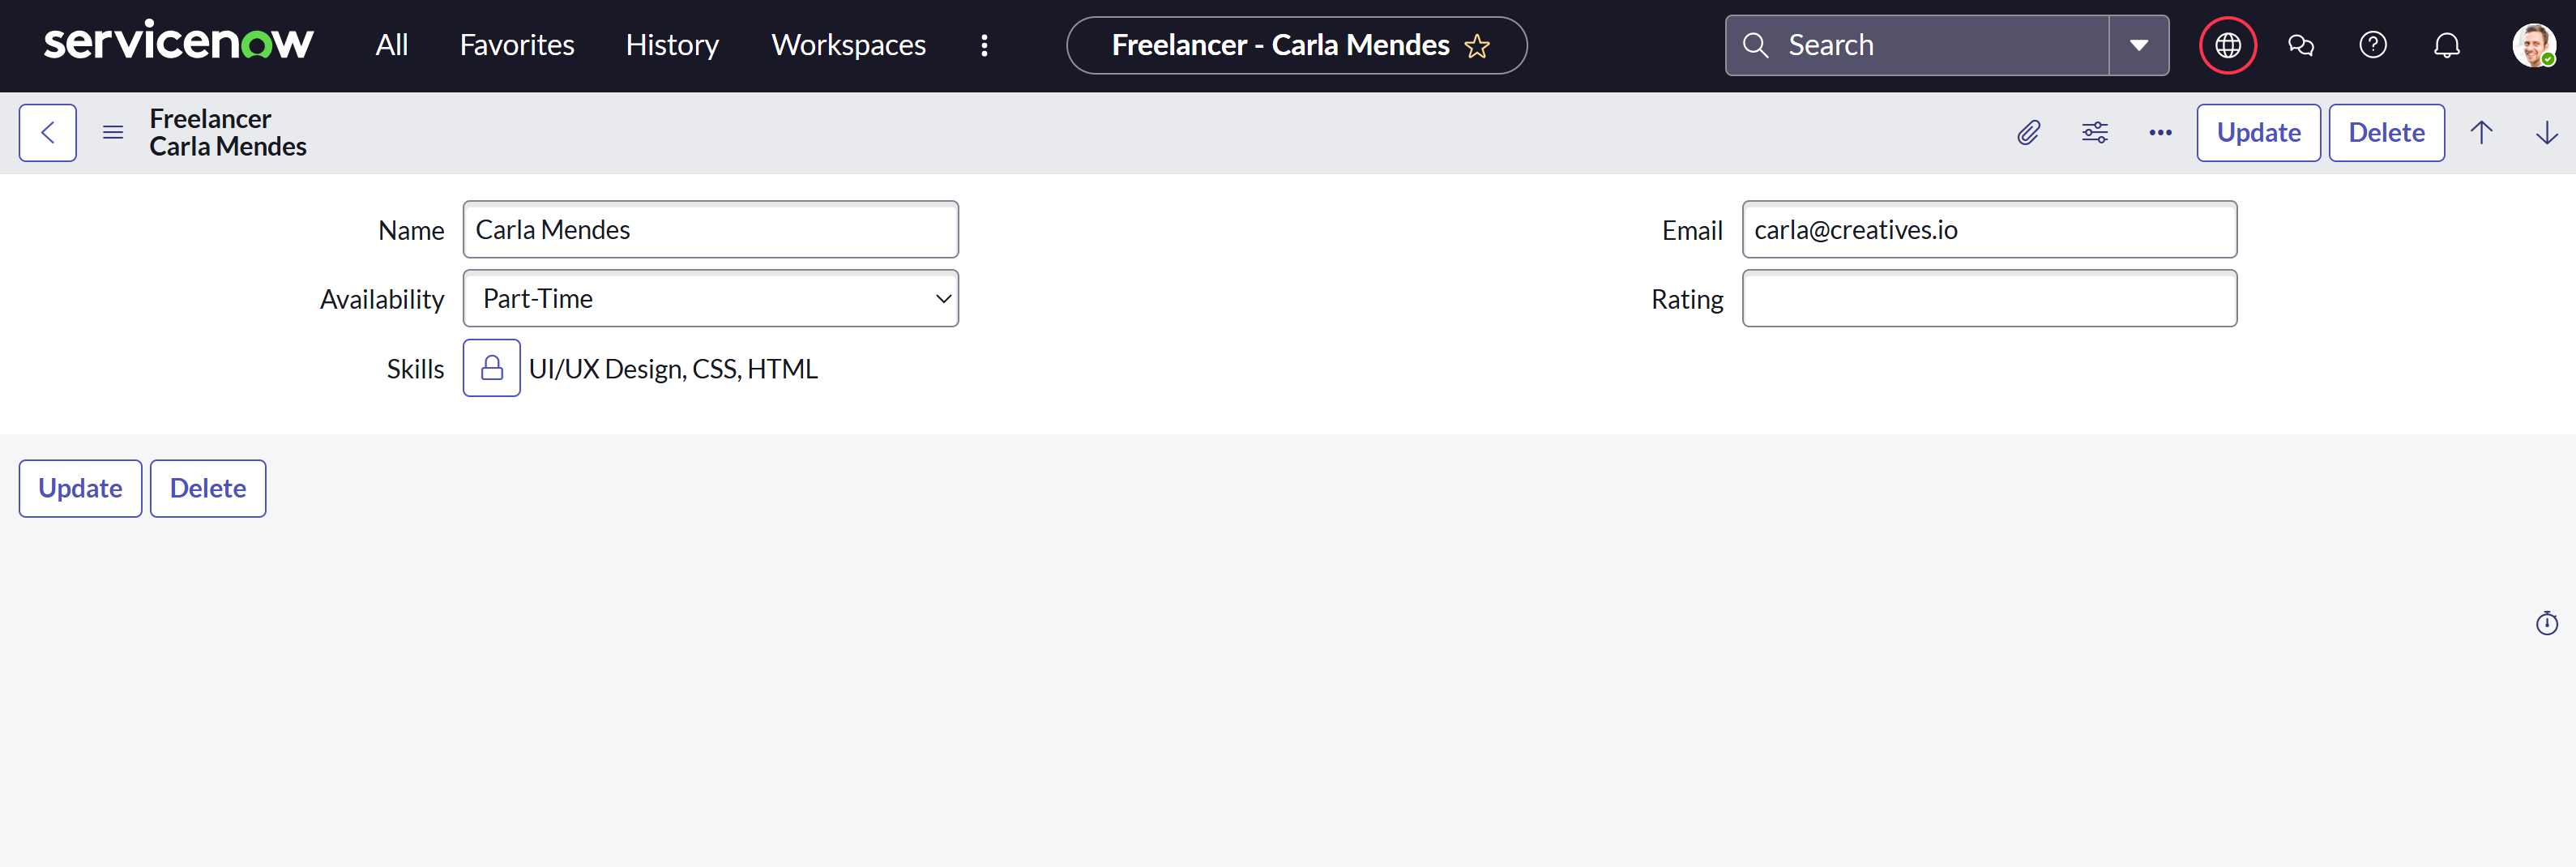 servicenow All Favorites History Workspaces Freelancer - Carla Mendes Search
Freelancer
Carla Mendes
Update Delete
Name Carla Mendes
Email carla@creatives.io
Availability Part-Time
Rating
Skills UI/UX Design, CSS, HTML
Update Delete